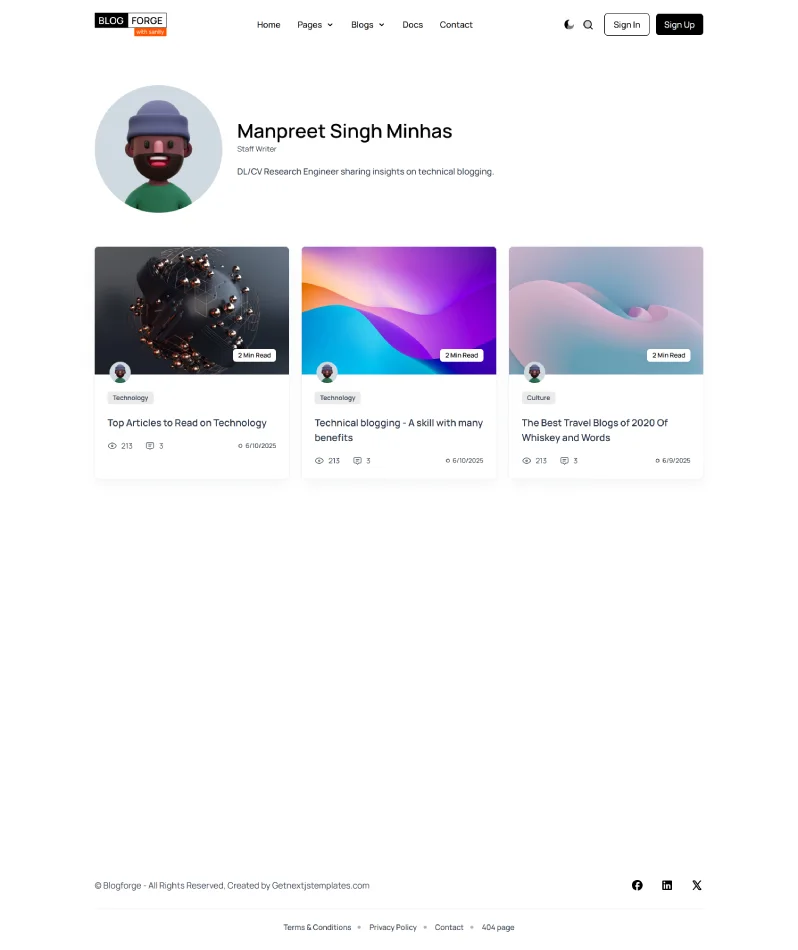 BLOG FORGE
with sanity
Home Pages Blogs Docs Contact Sign In Sign Up
Manpreet Singh Minhas
Staff Writer
DL/CV Research Engineer sharing insights on technical blogging.
2 Min Read
Technology
Top Articles to Read on Technology
213 3 6/10/2025
2 Min Read
Technology
Technical blogging - A skill with many
benefits
213 3 6/10/2025
2 Min Read
Culture
The Best Travel Blogs of 2020 Of
Whiskey and Words
213 3 6/9/2025
© Blogforge - All Rights Reserved, Created by Getnextjstemplates.com
Terms & Conditions Privacy Policy Contact 404 page